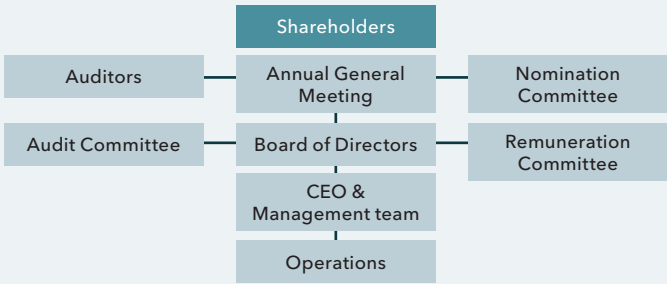 Shareholders
Auditors
Annual General
Meeting
Nomination
Committee
Audit Committee
Board of Directors
Remuneration
Committee
CEO &
Management team
Operations